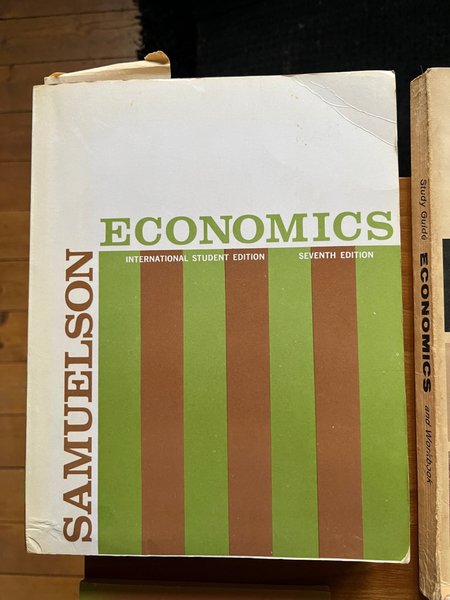 ECONOMICS
INTERNATIONAL STUDENT EDITION SEVENTH EDITION
SAMUELSON
Study Guide ECONOMICS and Workbook